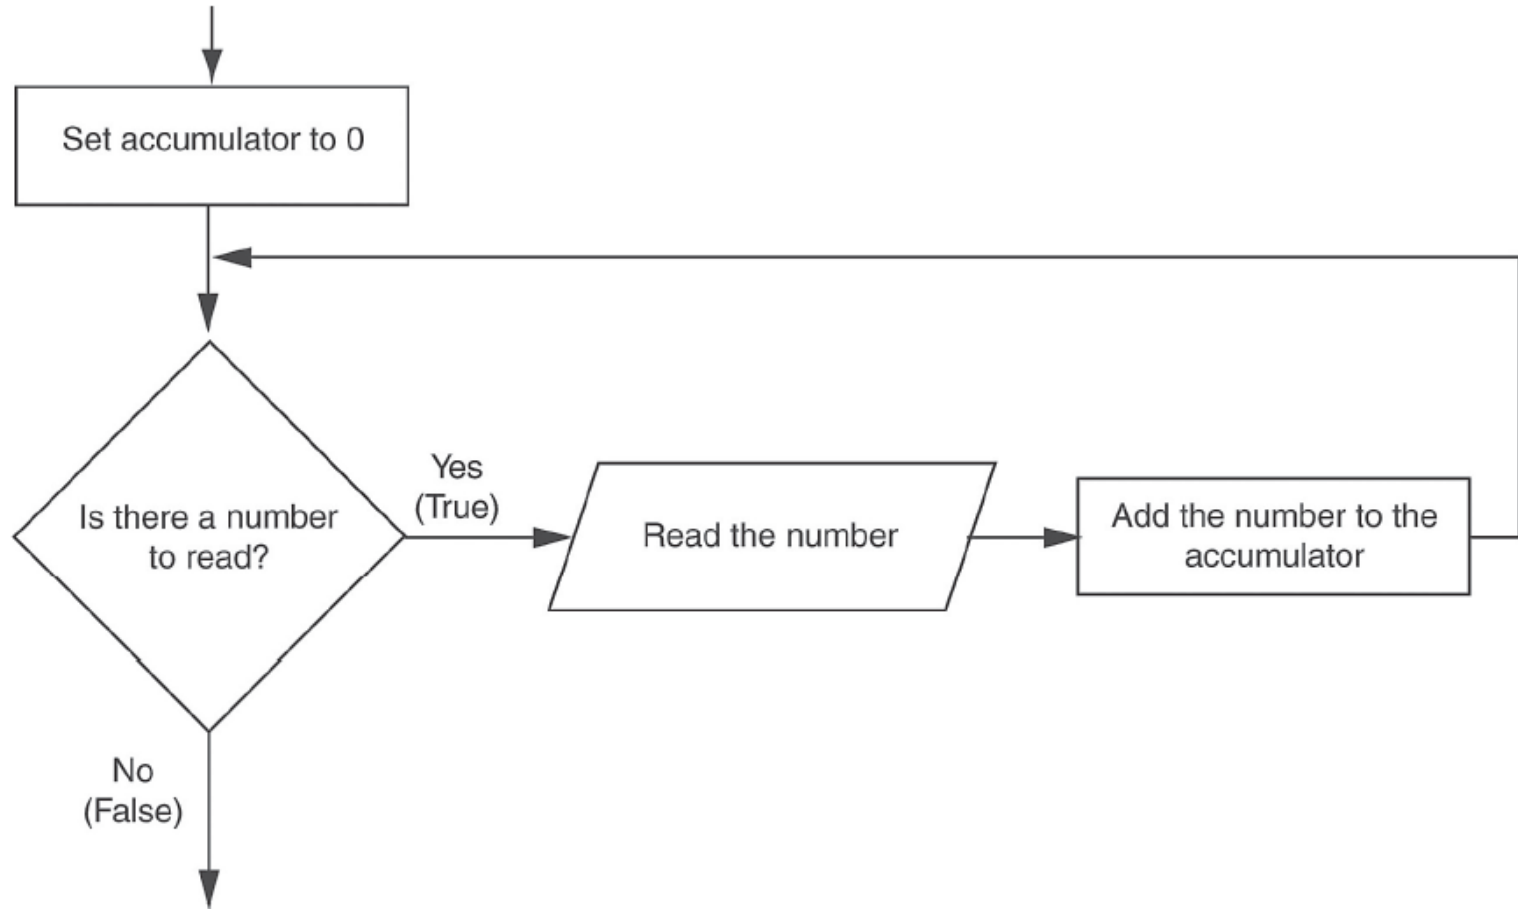 Set accumulator to 0
Is there a number
to read?
Yes
(True)
Read the number
Add the number to the
accumulator
No
(False)